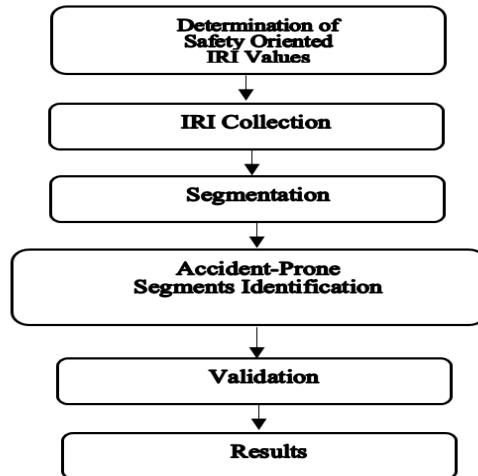 Determination of
Safety Oriented
IRI Values
IRI Collection
Segmentation
Accident-Prone
Segments Identification
Validation
Results